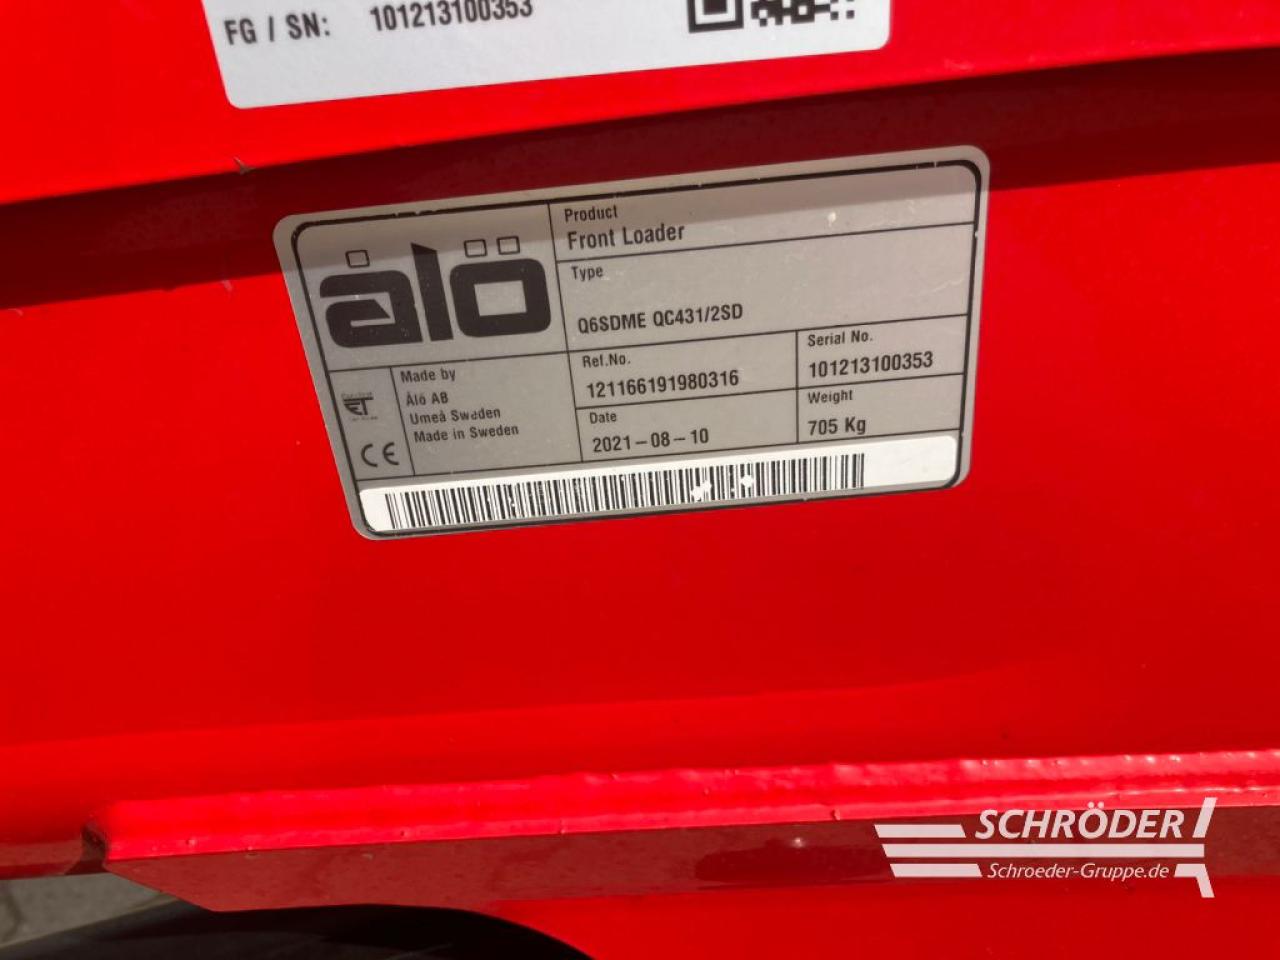 FG / SN: 101213100353
ålö
Product
Front Loader
Type
Q6SDME QC431/2SD
Ref.No.
121166191980316
Serial No.
101213100353
Date
2021-08-10
Weight
705 Kg
Made by
Ålö AB
Umeå Sweden
Made in Sweden
CE
SCHRÖDER
Schroeder-Gruppe.de